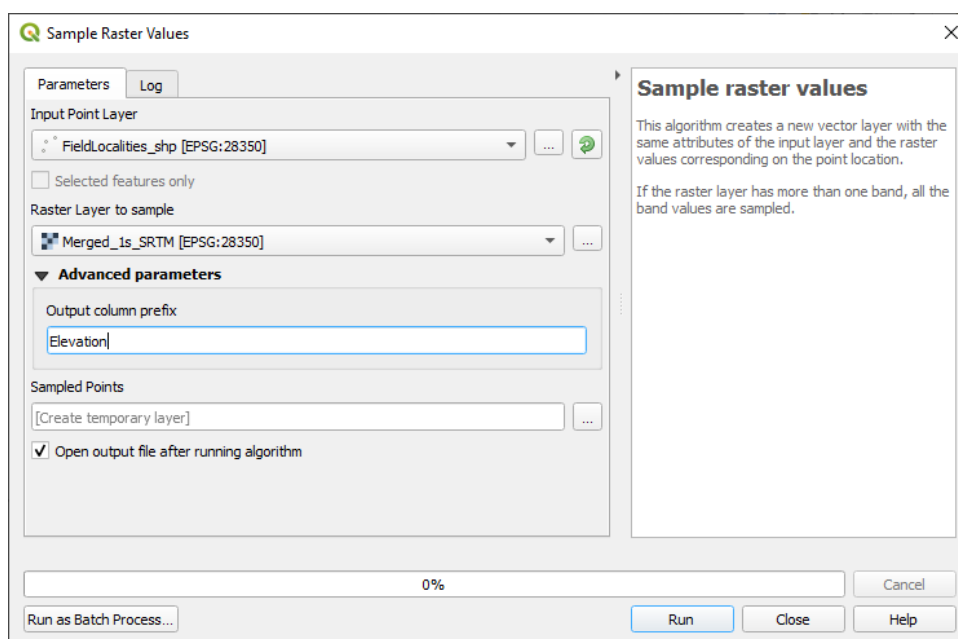 Sample Raster Values
Parameters
Log
Input Point Layer
FieldLocalities_shp [EPSG:28350]
...
Selected features only
Raster Layer to sample
Merged_1s_SRTM [EPSG:28350]
...
Advanced parameters
Output column prefix
Elevation
Sampled Points
[Create temporary layer]
...
Open output file after running algorithm
Sample raster values
This algorithm creates a new vector layer with the
same attributes of the input layer and the raster
values corresponding on the point location.
If the raster layer has more than one band, all the
band values are sampled.
0%
Cancel
Run as Batch Process...
Run
Close
Help